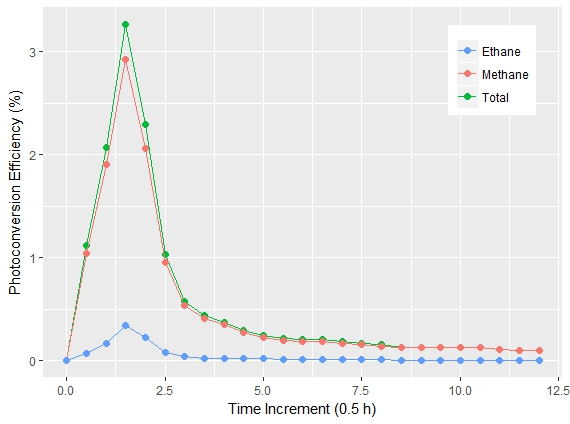 Photoconversion Efficiency (%)
3
2
1
0
Ethane
Methane
Total
0.0 2.5 5.0 7.5 10.0 12.5
Time Increment (0.5 h)